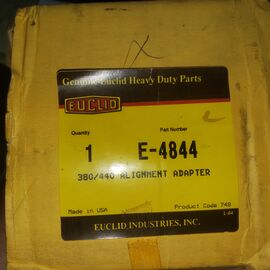 Genuine Euclid Heavy Duty Parts
EUCLID
Quantity Part Number
1 E-4844
380/440 ALIGNMENT ADAPTER
Made in USA Product Code 749
L-44
EUCLID INDUSTRIES, INC.